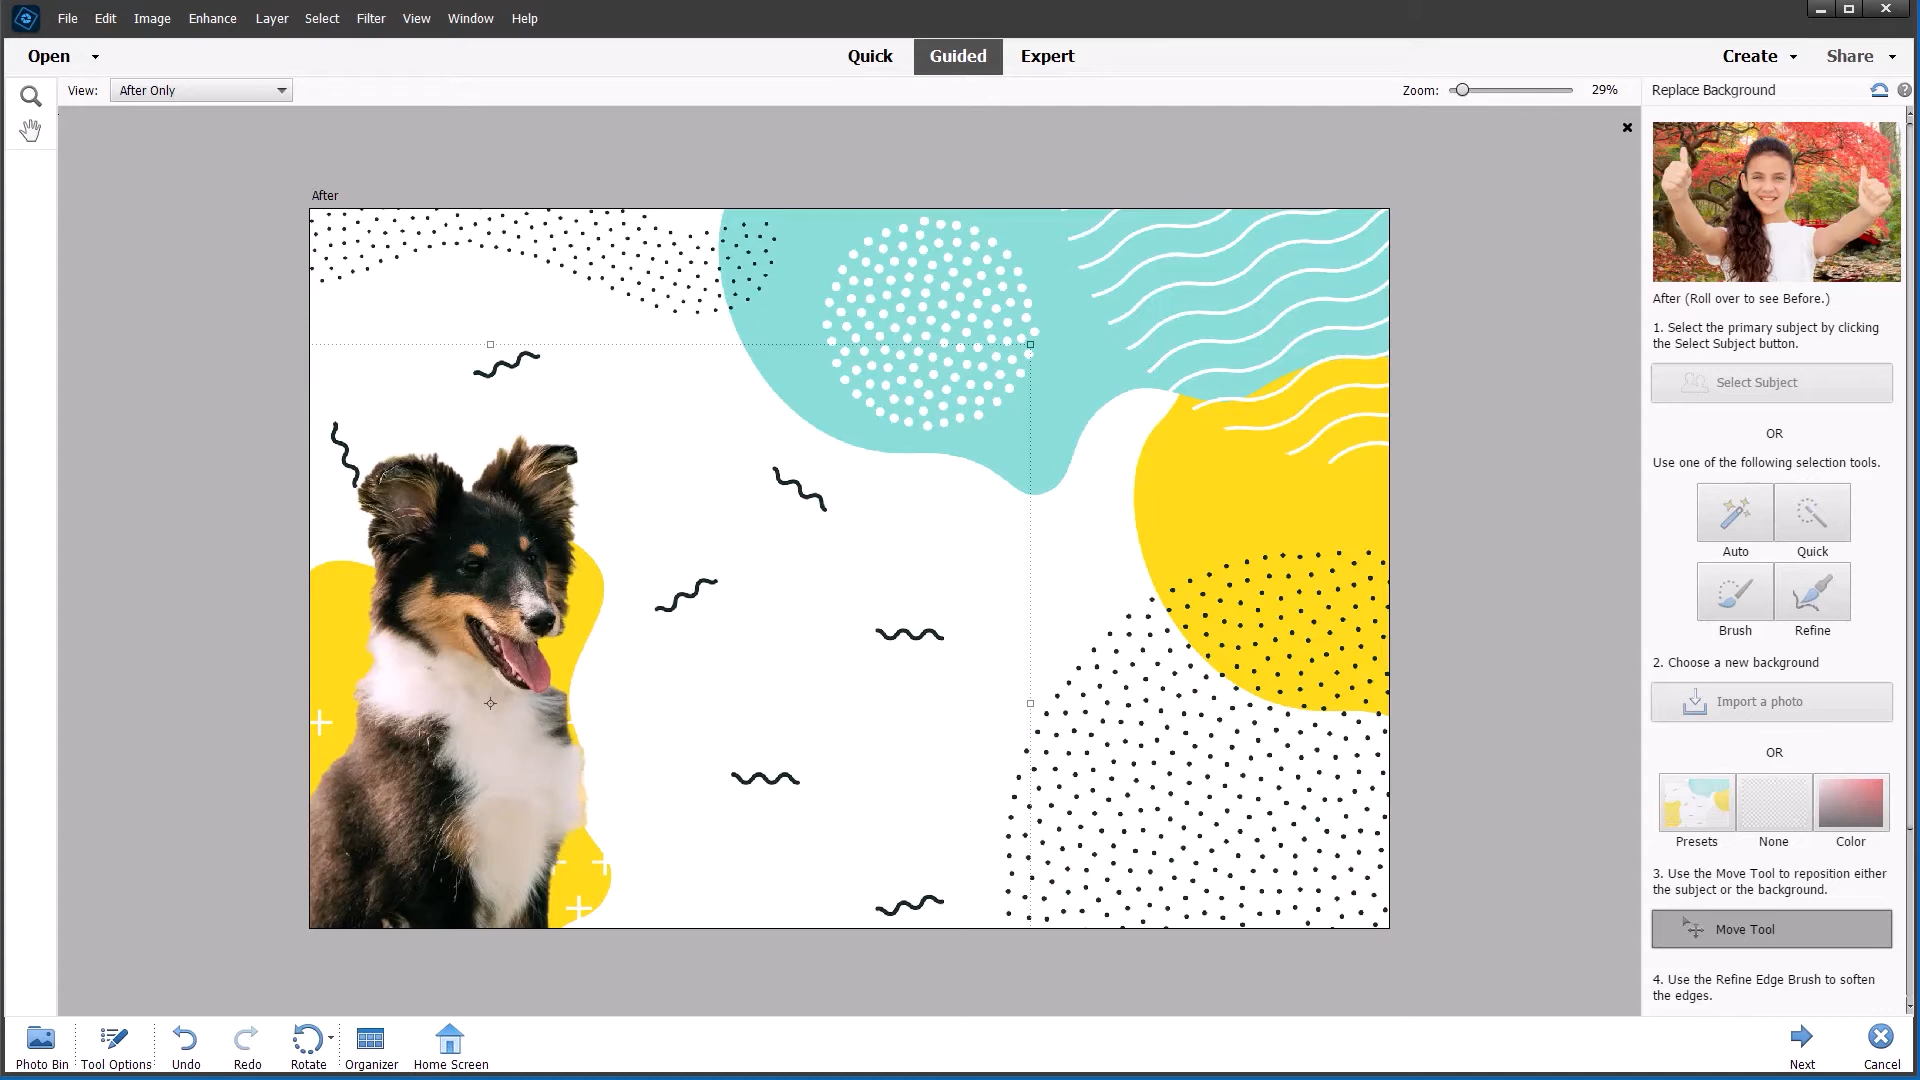 File Edit Image Enhance Layer Select Filter View Window Help
Open Quick Guided Expert Create Share
View: After Only Zoom: 29% Replace Background
After
After (Roll over to see Before.)
1. Select the primary subject by clicking
the Select Subject button.
Select Subject
OR
Use one of the following selection tools.
Auto Quick
Brush Refine
2. Choose a new background
Import a photo
OR
Presets None Color
3. Use the Move Tool to reposition either
the subject or the background.
Move Tool
4. Use the Refine Edge Brush to soften
the edges.
Photo Bin Tool Options Undo Redo Rotate Organizer Home Screen Next Cancel